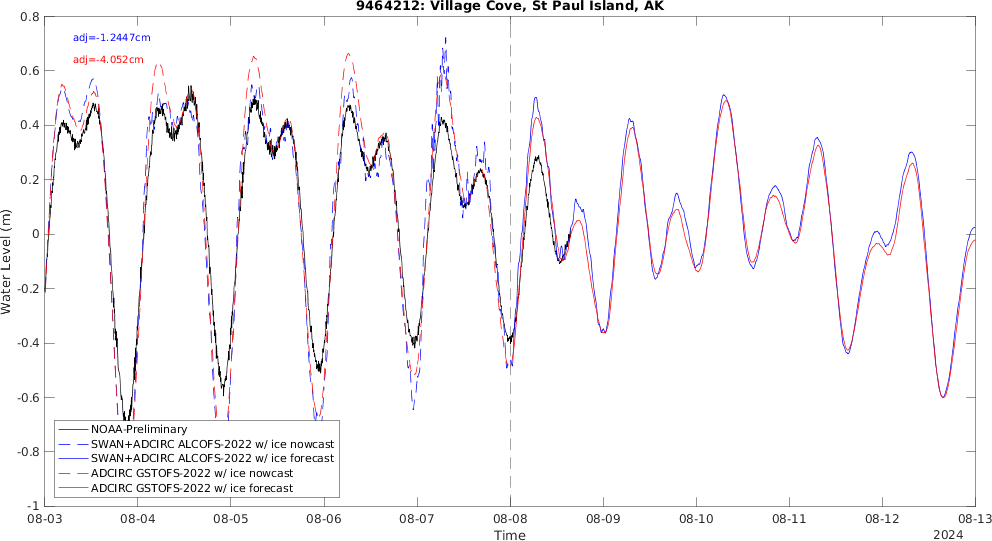 9464212: Village Cove, St Paul Island, AK
adj=-1.2447cm
adj=-4.052cm
0.8
0.6
0.4
0.2
0
-0.2
-0.4
-0.6
-0.8
-1
Water Level (m)
NOAA-Preliminary
SWAN+ADCIRC ALCOFS-2022 w/ ice nowcast
SWAN+ADCIRC ALCOFS-2022 w/ ice forecast
ADCIRC GSTOFS-2022 w/ ice nowcast
ADCIRC GSTOFS-2022 w/ ice forecast
08-03 08-04 08-05 08-06 08-07 08-08 08-09 08-10 08-11 08-12 08-13
Time
2024